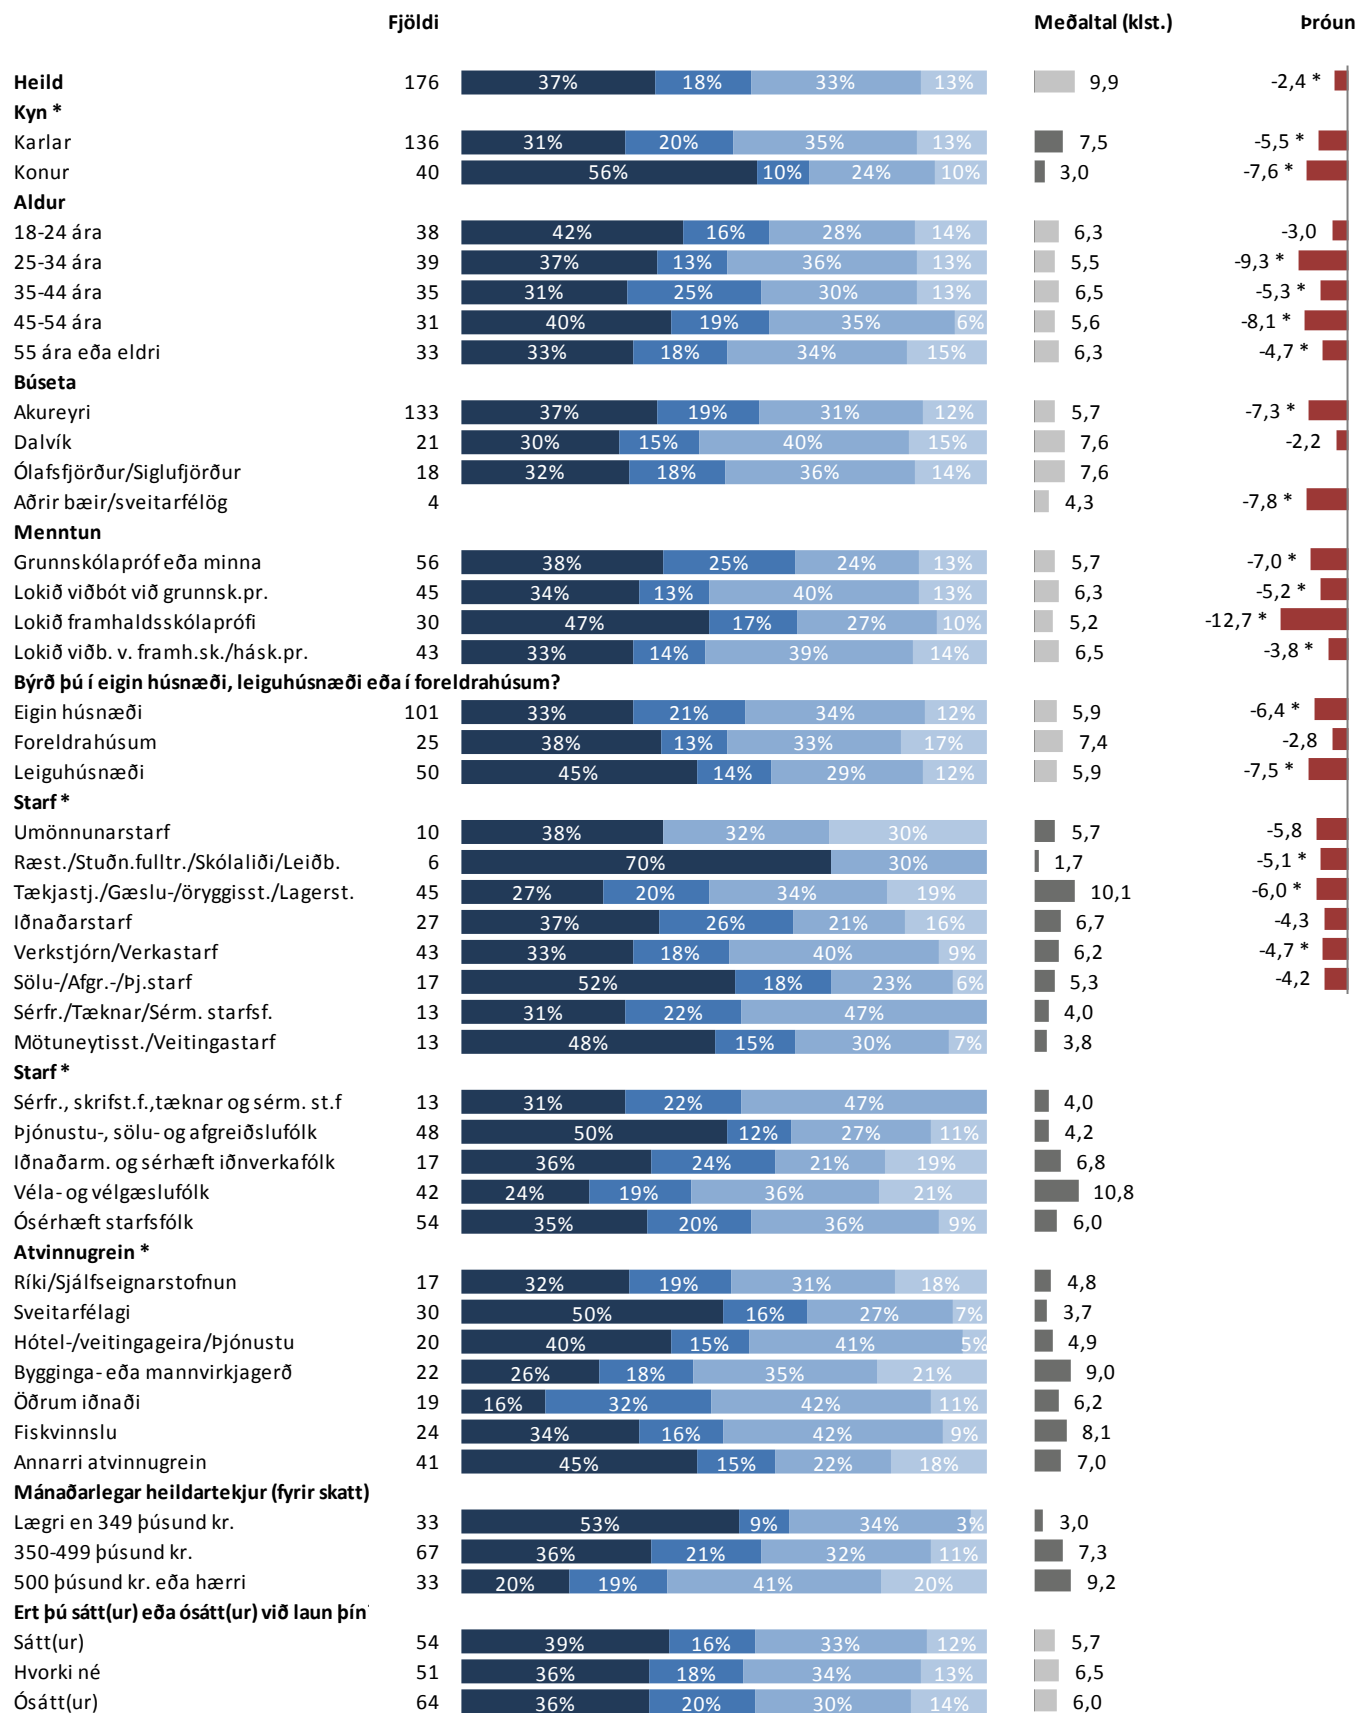 Fjöldi Meðaltal (klst.) Þróun
Heild 176 37% 18% 33% 13% 9,9 -2,4 *
Kyn *
Karlar 136 31% 20% 35% 13% 7,5 -5,5 *
Konur 40 56% 10% 24% 10% 3,0 -7,6 *
Aldur
18-24 ára 38 42% 16% 28% 14% 6,3 -3,0
25-34 ára 39 37% 13% 36% 13% 5,5 -9,3 *
35-44 ára 35 31% 25% 30% 13% 6,5 -5,3 *
45-54 ára 31 40% 19% 35% 6% 5,6 -8,1 *
55 ára eða eldri 33 33% 18% 34% 15% 6,3 -4,7 *
Búseta
Akureyri 133 37% 19% 31% 12% 5,7 -7,3 *
Dalvík 21 30% 15% 40% 15% 7,6 -2,2
Ólafsfjörður/Siglufjörður 18 32% 18% 36% 14% 7,6
Aðrir bæir/sveitarfélög 4 4,3 -7,8 *
Menntun
Grunnskólapróf eða minna 56 38% 25% 24% 13% 5,7 -7,0 *
Lokið viðbót við grunnsk.pr. 45 34% 13% 40% 13% 6,3 -5,2 *
Lokið framhaldsskólaprófi 30 47% 17% 27% 10% 5,2 -12,7 *
Lokið viðb. v. framh.sk./hásk.pr. 43 33% 14% 39% 14% 6,5 -3,8 *
Býrð þú í eigin húsnæði, leiguhúsnæði eða í foreldrahúsum?
Eigin húsnæði 101 33% 21% 34% 12% 5,9 -6,4 *
Foreldrahúsum 25 38% 13% 33% 17% 7,4 -2,8
Leiguhúsnæði 50 45% 14% 29% 12% 5,9 -7,5 *
Starf *
Umönnunarstarf 10 38% 32% 30% 5,7 -5,8
Ræst./Stuðn.fulltr./Skólaliði/Leiðb. 6 70% 30% 1,7 -5,1 *
Tækjastj./Gæslu-/öryggisst./Lagerst. 45 27% 20% 34% 19% 10,1 -6,0 *
Iðnaðarstarf 27 37% 26% 21% 16% 6,7 -4,3
Verkstjórn/Verkastarf 43 33% 18% 40% 9% 6,2 -4,7 *
Sölu-/Afgr.-/Þj.starf 17 52% 18% 23% 6% 5,3 -4,2
Sérfr./Tæknar/Sérm. starfsf. 13 31% 22% 47% 4,0
Mötuneytisst./Veitingastarf 13 48% 15% 30% 7% 3,8
Starf *
Sérfr., skrifst.f.,tæknar og sérm. st.f 13 31% 22% 47% 4,0
Þjónustu-, sölu- og afgreiðslufólk 48 50% 12% 27% 11% 4,2
Iðnaðarm. og sérhæft iðnverkafólk 17 36% 24% 21% 19% 6,8
Véla- og vélgæslufólk 42 24% 19% 36% 21% 10,8
Ósérhæft starfsfólk 54 35% 20% 36% 9% 6,0
Atvinnugrein *
Ríki/Sjálfseignarstofnun 17 32% 19% 31% 18% 4,8
Sveitarfélagi 30 50% 16% 27% 7% 3,7
Hótel-/veitingageira/Þjónustu 20 40% 15% 41% 5% 4,9
Bygginga- eða mannvirkjagerð 22 26% 18% 35% 21% 9,0
Öðrum iðnaði 19 16% 32% 42% 11% 6,2
Fiskvinnslu 24 34% 16% 42% 9% 8,1
Annarri atvinnugrein 41 45% 15% 22% 18% 7,0
Mánaðarlegar heildartekjur (fyrir skatt)
Lægri en 349 þúsund kr. 33 53% 9% 34% 3% 3,0
350-499 þúsund kr. 67 36% 21% 32% 11% 7,3
500 þúsund kr. eða hærri 33 20% 19% 41% 20% 9,2
Ert þú sátt(ur) eða ósátt(ur) við laun þín
Sátt(ur) 54 39% 16% 33% 12% 5,7
Hvorki né 51 36% 18% 34% 13% 6,5
Ósátt(ur) 64 36% 20% 30% 14% 6,0